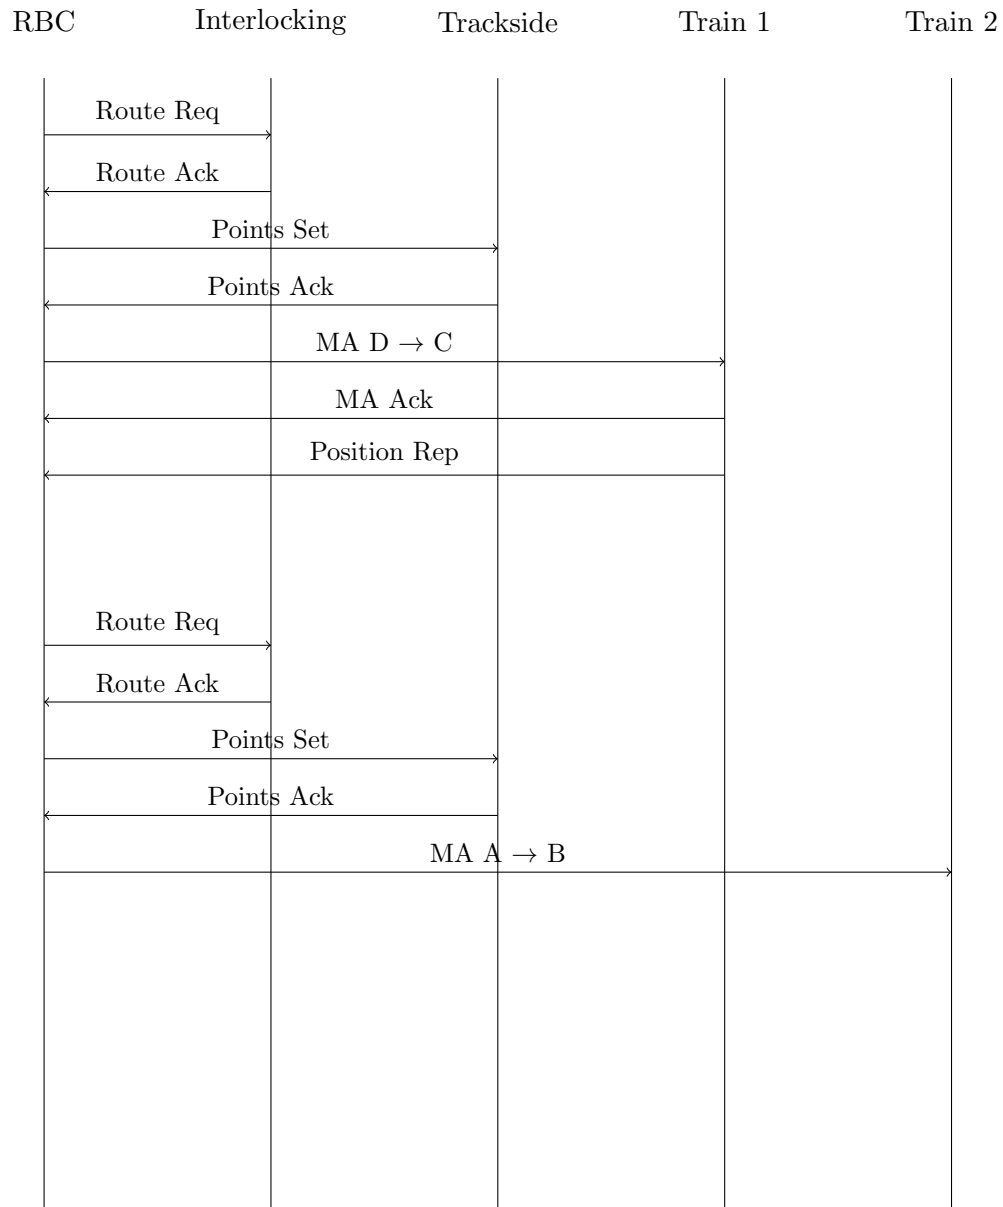 RBC Interlocking Trackside Train 1 Train 2
Route Req
Route Ack
Points Set
Points Ack
MA D → C
MA Ack
Position Rep
Route Req
Route Ack
Points Set
Points Ack
MA A → B